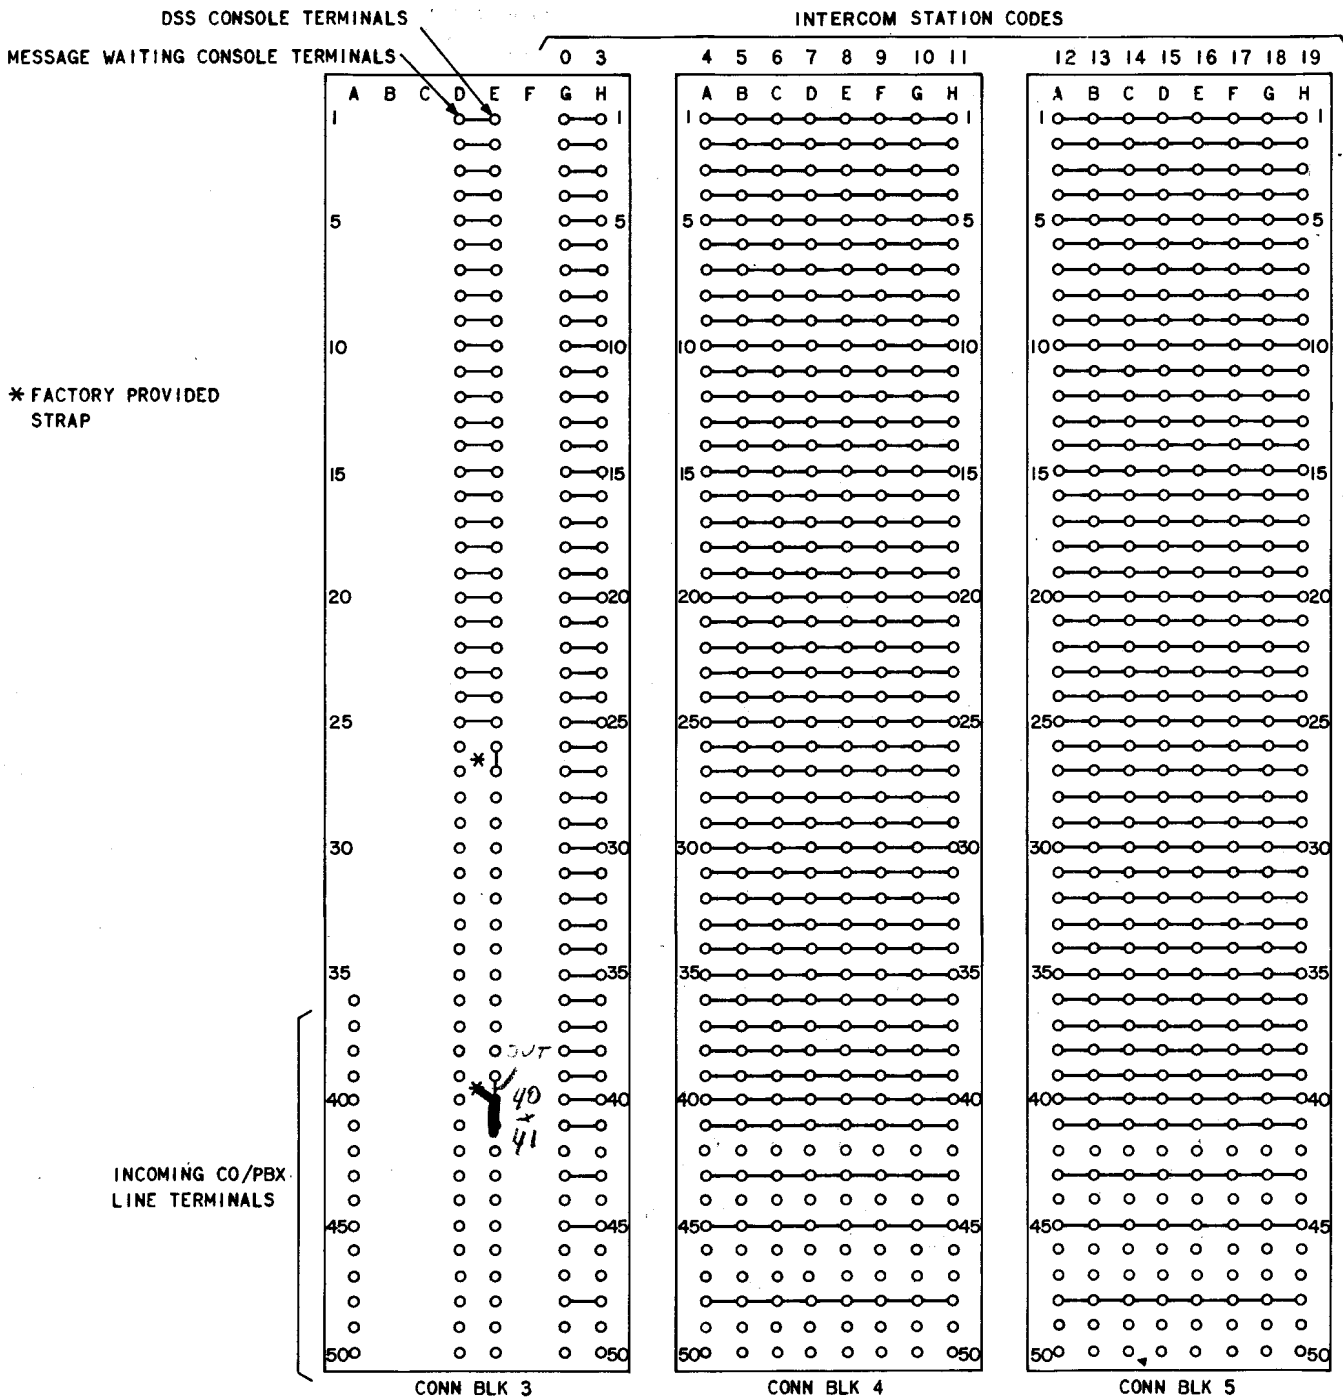 DSS CONSOLE TERMINALS
INTERCOM STATION CODES
MESSAGE WAITING CONSOLE TERMINALS
0 3
4 5 6 7 8 9 10 11
12 13 14 15 16 17 18 19
A B C D E F G H
A B C D E F G H
A B C D E F G H
1 1 1 1 1 1
5 5 5 5 5
10 10 10 10 10 10
* FACTORY PROVIDED
STRAP
15 15 15 15 15 15
20 20 20 20 20 20
25 25 25 25 25 25
*
30 30 30 30 30 30
35 35 35 35 35 35
OUT
*
40 40 40 40 40 40
40
41
INCOMING CO/PBX
LINE TERMINALS
45 45 45 45 45 45
50 50 50 50 50 50
CONN BLK 3
CONN BLK 4
CONN BLK 5